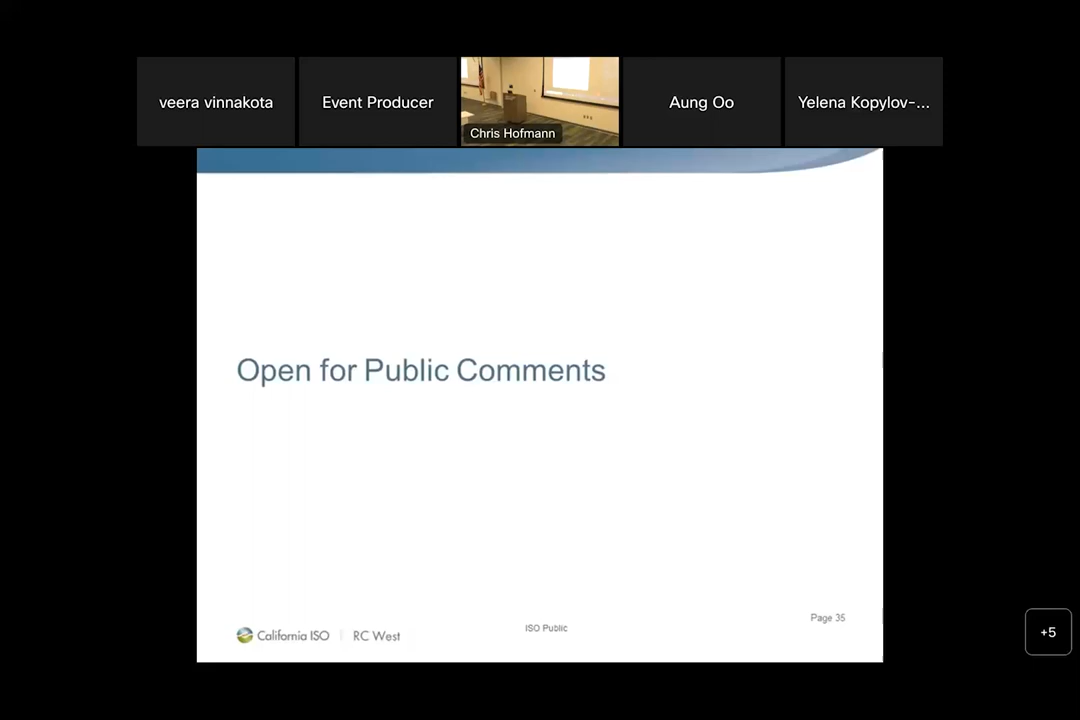 veera vinnakota
Event Producer
Chris Hofmann
Aung Oo
Yelena Kopylov-...
Open for Public Comments
California ISO | RC West
ISO Public
Page 35
+5